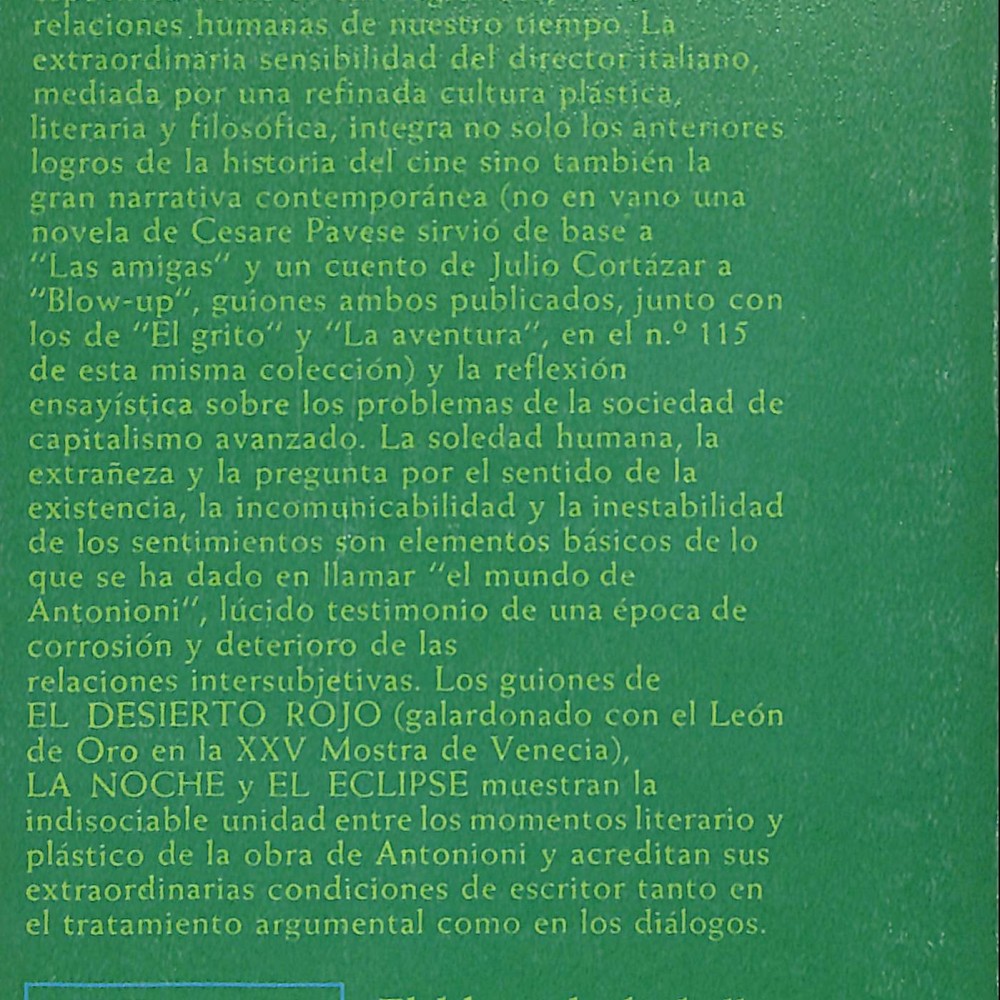 relaciones humanas de nuestro tiempo. La
extraordinaria sensibilidad del director italiano,
mediada por una refinada cultura plástica,
literaria y filosófica, integra no solo los anteriores
logros de la historia del cine sino también la
gran narrativa contemporánea (no en vano una
novela de Cesare Pavese sirvió de base a
"Las amigas" y un cuento de Julio Cortázar a
"Blow-up", guiones ambos publicados, junto con
los de "El grito" y "La aventura", en el n.º 115
de esta misma colección) y la reflexión
ensayística sobre los problemas de la sociedad de
capitalismo avanzado. La soledad humana, la
extrañeza y la pregunta por el sentido de la
existencia, la incomunicabilidad y la inestabilidad
de los sentimientos son elementos básicos de lo
que se ha dado en llamar "el mundo de
Antonioni", lúcido testimonio de una época de
corrosión y deterioro de las
relaciones intersubjetivas. Los guiones de
EL DESIERTO ROJO (galardonado con el León
de Oro en la XXV Mostra de Venecia),
LA NOCHE y EL ECLIPSE muestran la
indisociable unidad entre los momentos literario y
plástico de la obra de Antonioni y acreditan sus
extraordinarias condiciones de escritor tanto en
el tratamiento argumental como en los diálogos.